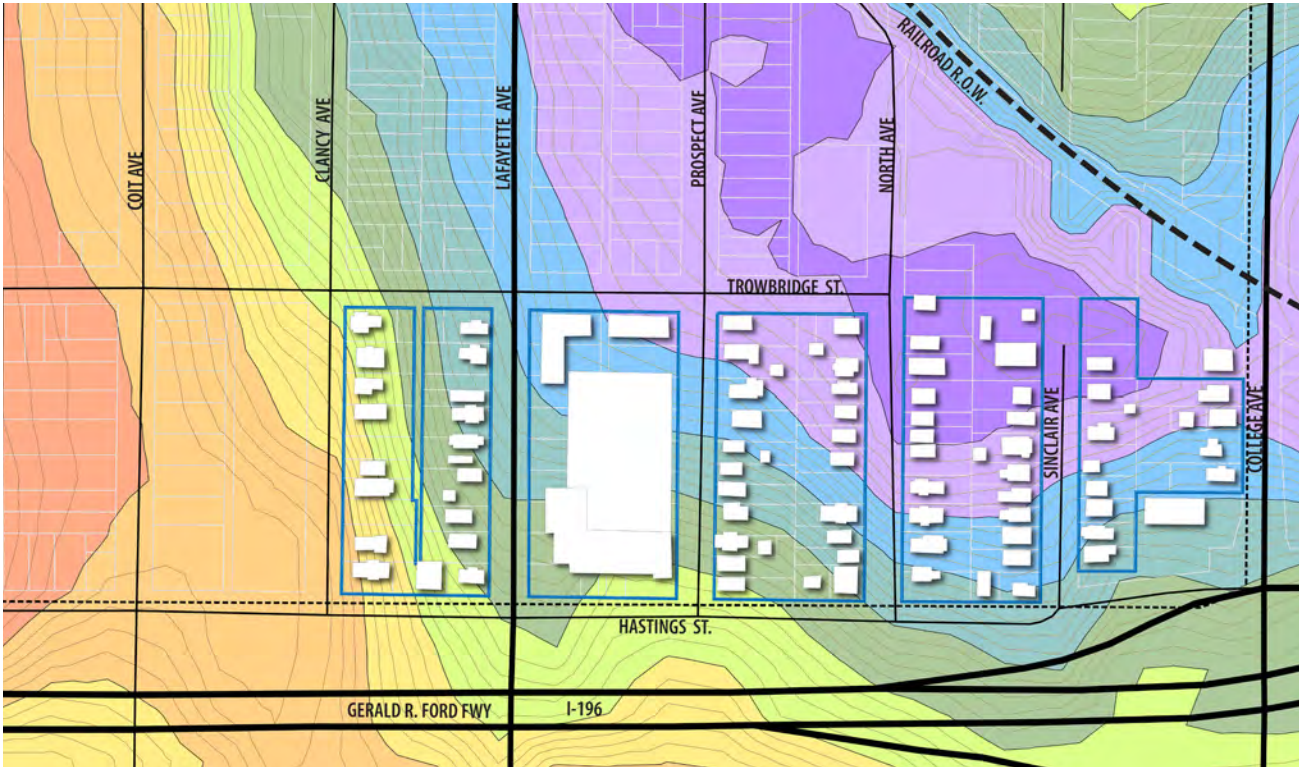 COIT AVE
CLANCY AVE
LAFAYETTE AVE
PROSPECT AVE
NORTH AVE
RAILROAD R.O.W.
TROWBRIDGE ST.
SINCLAIR AVE
COLLEGE AVE
HASTINGS ST.
GERALD R. FORD FWY
I-196